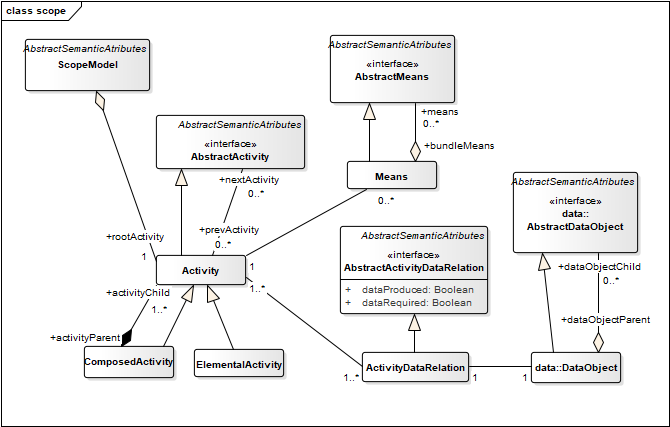 class scope
AbstractSemanticAtributes
ScopeModel
AbstractSemanticAtributes
«interface»
AbstractMeans
+means
0..*
+bundleMeans
Means
0..*
AbstractSemanticAtributes
«interface»
AbstractActivity
+nextActivity
0..*
+prevActivity
0..*
+rootActivity
1
Activity
1
1..*
AbstractSemanticAtributes
«interface»
data::
AbstractDataObject
+dataObjectChild
0..*
+dataObjectParent
AbstractSemanticAtributes
«interface»
AbstractActivityDataRelation
+ dataProduced: Boolean
+ dataRequired: Boolean
+activityChild
1..*
+activityParent
ComposedActivity
ElementalActivity
1..*
ActivityDataRelation
1
1
data::DataObject